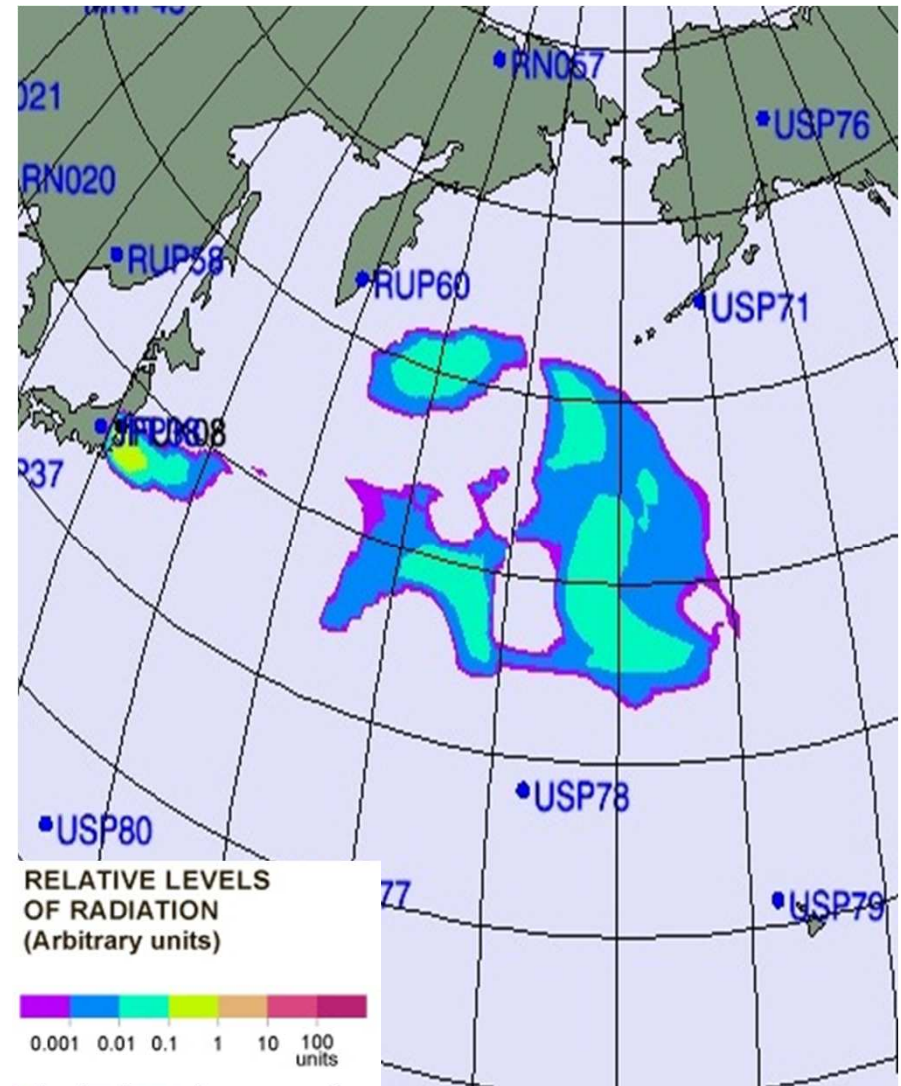 RN057
021
USP76
RN020
RUP58
RUP60
USP71
P37
USP78
USP80
77
USP79
RELATIVE LEVELS
OF RADIATION
(Arbitrary units)
0.001 0.01 0.1 1 10 100
units